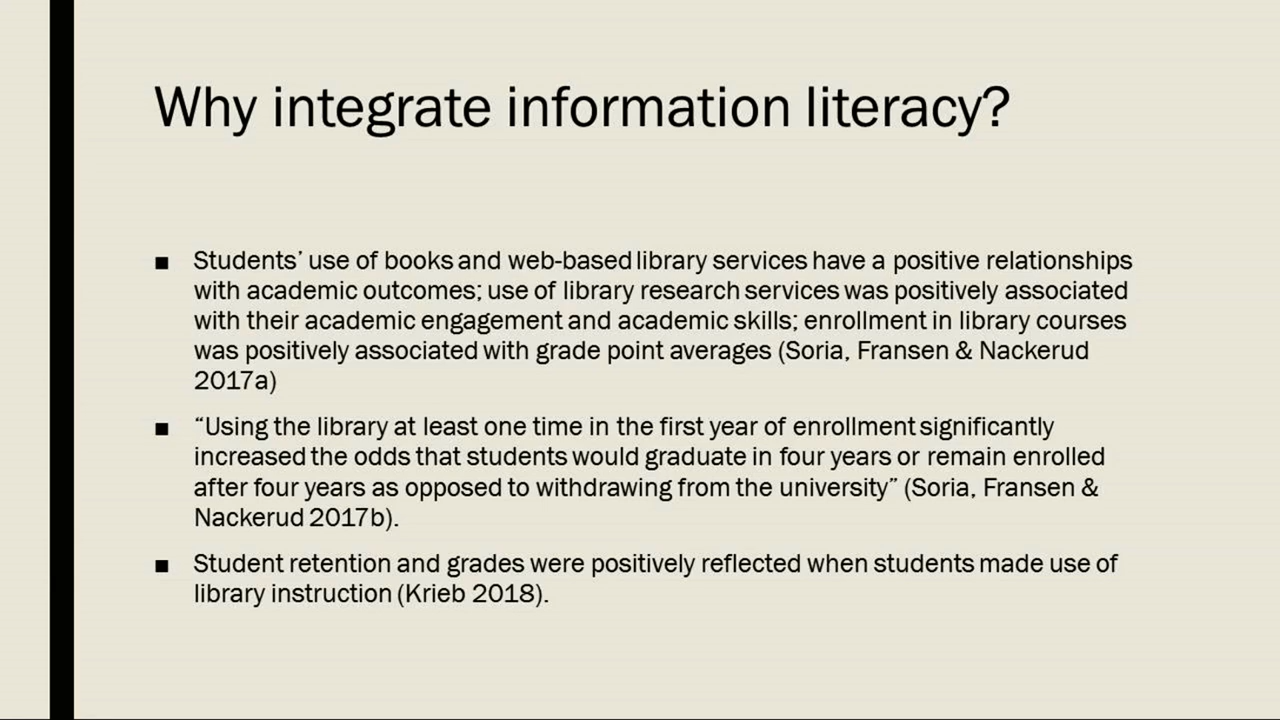 Why integrate information literacy?
■ Students’ use of books and web-based library services have a positive relationships
with academic outcomes; use of library research services was positively associated
with their academic engagement and academic skills; enrollment in library courses
was positively associated with grade point averages (Soria, Fransen & Nackerud
2017a)
■ “Using the library at least one time in the first year of enrollment significantly
increased the odds that students would graduate in four years or remain enrolled
after four years as opposed to withdrawing from the university” (Soria, Fransen &
Nackerud 2017b).
■ Student retention and grades were positively reflected when students made use of
library instruction (Krieb 2018).